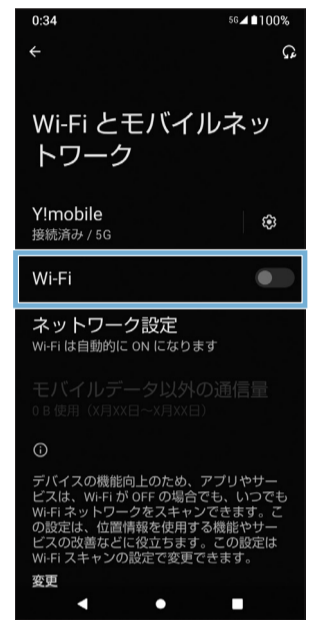 0:34 5G 100%
Wi-Fi とモバイルネッ
トワーク
Y!mobile
接続済み / 5G
Wi-Fi
ネットワーク設定
Wi-Fi は自動的に ON になります
モバイルデータ以外の通信量
0 B 使用（X月XX日～X月XX日）
デバイスの機能向上のため、アプリやサー
ビスは、Wi-Fi が OFF の場合でも、いつでも
Wi-Fi ネットワークをスキャンできます。こ
の設定は、位置情報を使用する機能やサー
ビスの改善などに役立ちます。この設定は
Wi-Fi スキャンの設定で変更できます。
変更